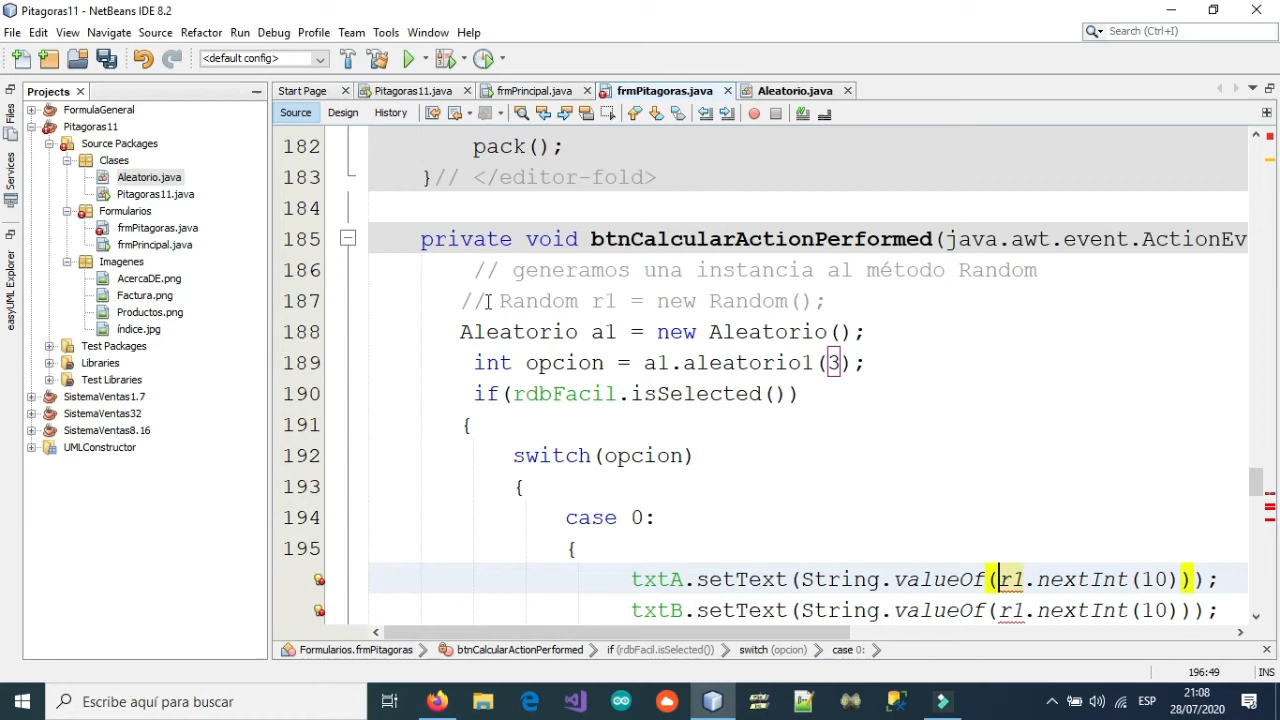 Pitagoras11 - NetBeans IDE 8.2
File Edit View Navigate Source Refactor Run Debug Profile Team Tools Window Help
Search (Ctrl+I)
<default config>
Projects
Start Page Pitagoras11.java frmPrincipal.java frmPitagoras.java Aleatorio.java
Source Design History
Files
Services
easyUML Explorer
FormulaGeneral
Pitagoras11
Source Packages
Clases
Aleatorio.java
Pitagoras11.java
Formularios
frmPitagoras.java
frmPrincipal.java
Imagenes
AcercaDE.png
Factura.png
Productos.png
índice.jpg
Test Packages
Libraries
Test Libraries
SistemaVentas1.7
SistemaVentas32
SistemaVentas8.16
UMLConstructor
182 pack();
183 }// </editor-fold>
184
185 private void btnCalcularActionPerformed(java.awt.event.ActionEv
186 // generamos una instancia al método Random
187 // Random r1 = new Random();
188 Aleatorio a1 = new Aleatorio();
189 int opcion = a1.aleatorio1(3);
190 if(rdbFacil.isSelected())
191 {
192 switch(opcion)
193 {
194 case 0:
195 {
txtA.setText(String.valueOf(r1.nextInt(10)));
txtB.setText(String.valueOf(r1.nextInt(10)));
Formularios.frmPitagoras btnCalcularActionPerformed if (rdbFacil.isSelected()) switch (opcion) case 0:
196:49 INS
Escribe aquí para buscar
ESP
21:08
28/07/2020